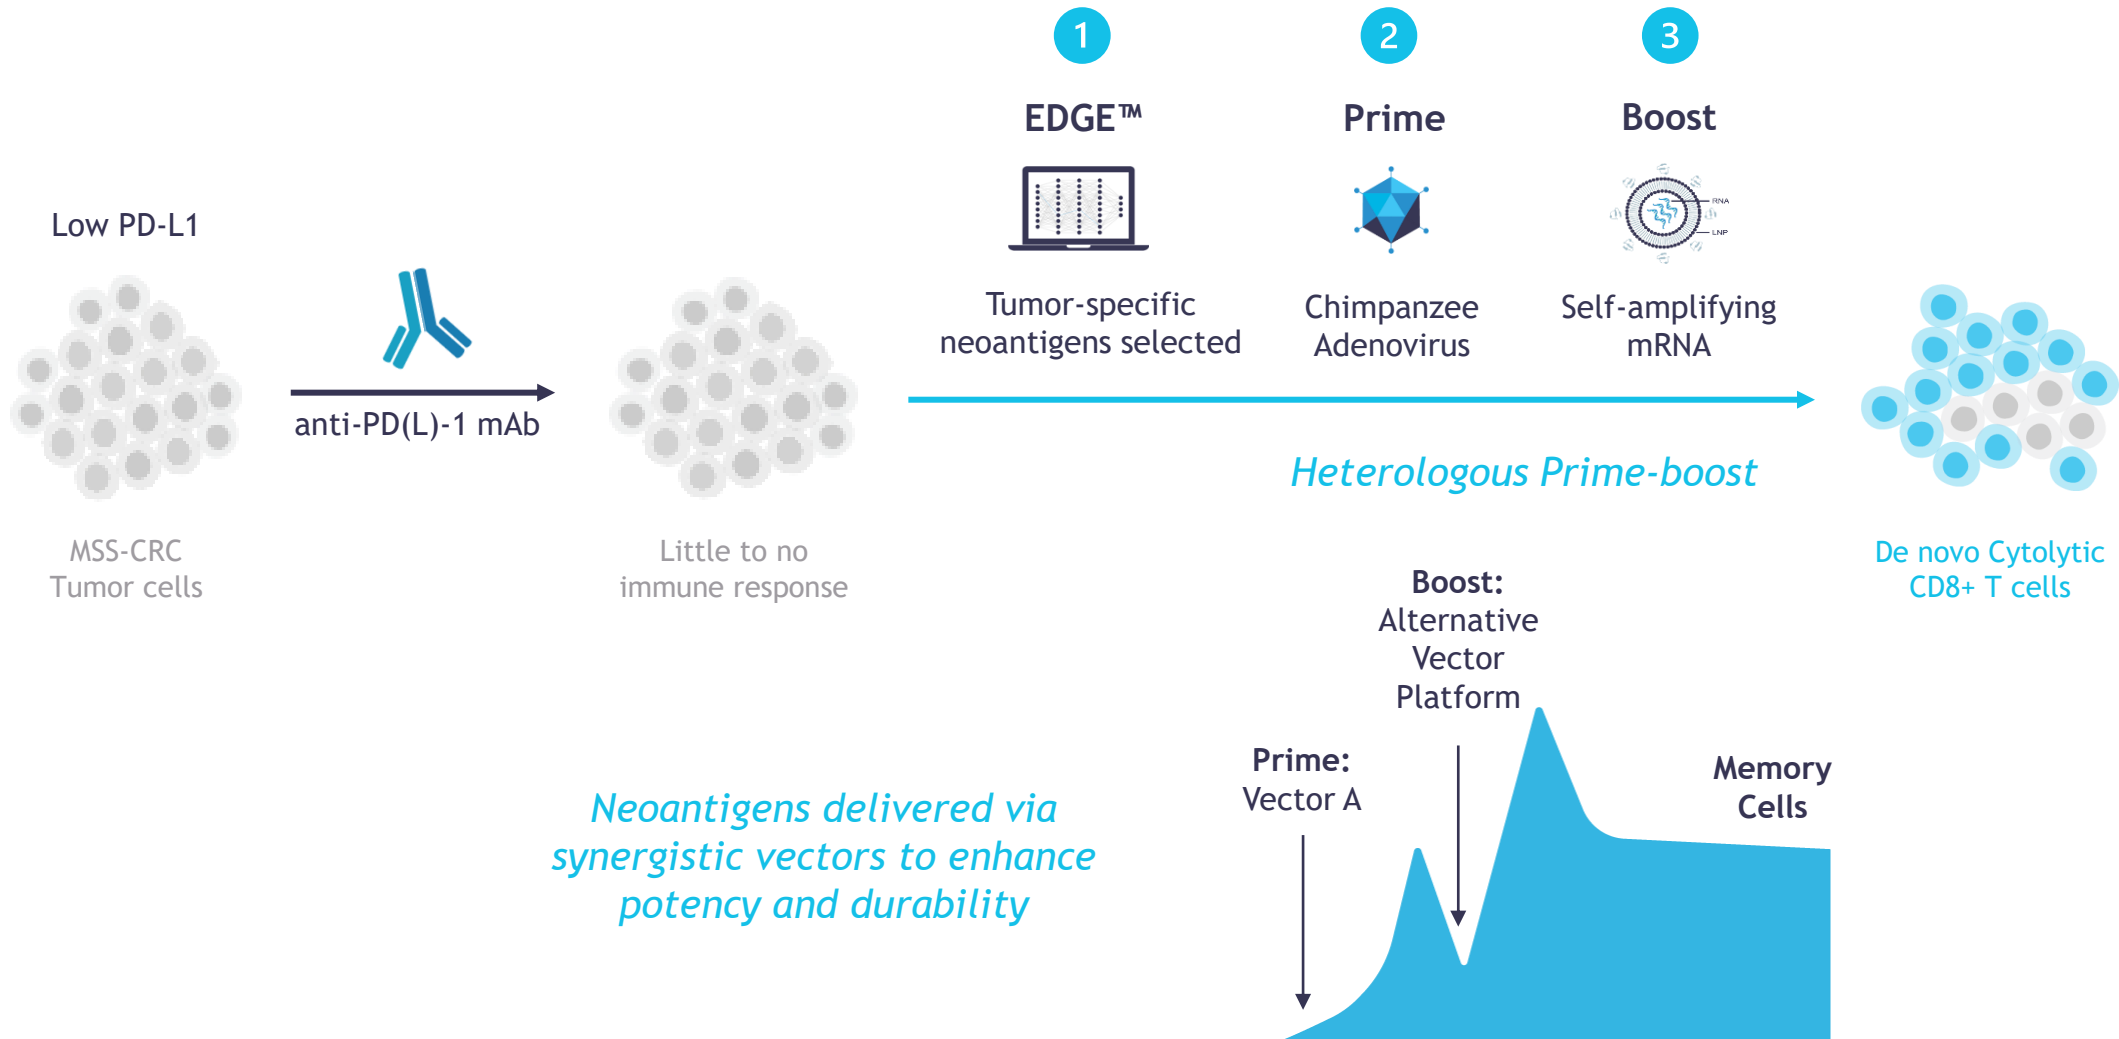 1
2
3
EDGE™
Prime
Boost
RNA
LNP
Low PD-L1
Tumor-specific
neoantigens selected
Chimpanzee
Adenovirus
Self-amplifying
mRNA
anti-PD(L)-1 mAb
Heterologous Prime-boost
MSS-CRC
Tumor cells
Little to no
immune response
De novo Cytolytic
CD8+ T cells
Boost:
Alternative
Vector
Platform
Prime:
Vector A
Memory
Cells
Neoantigens delivered via
synergistic vectors to enhance
potency and durability